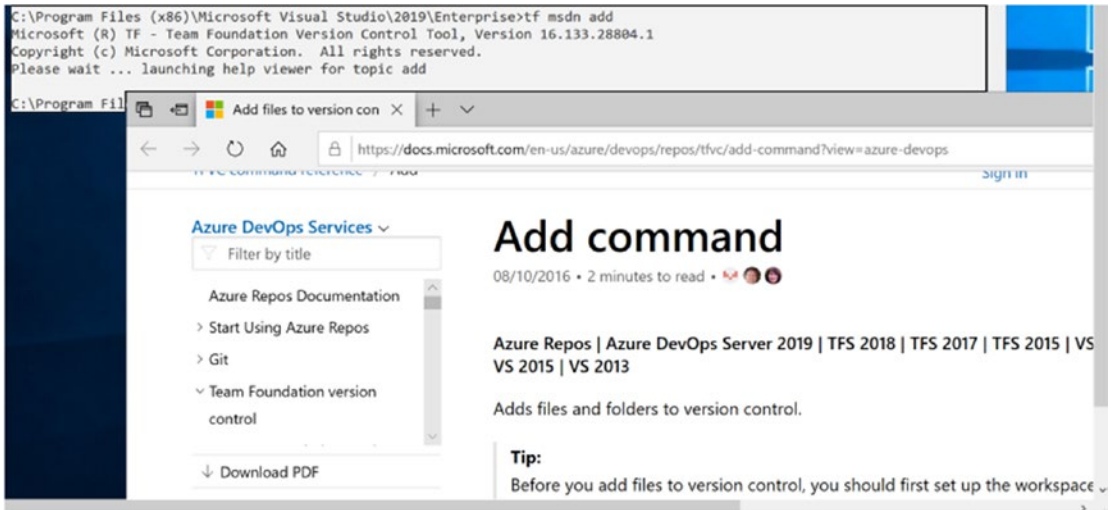 C:\Program Files (x86)\Microsoft Visual Studio\2019\Enterprise>tf msdn add
Microsoft (R) TF - Team Foundation Version Control Tool, Version 16.133.28804.1
Copyright (c) Microsoft Corporation.  All rights reserved.
Please wait ... launching help viewer for topic add
C:\Program Fil
Add files to version con
https://docs.microsoft.com/en-us/azure/devops/repos/tfvc/add-command?view=azure-devops
TFVC command reference / Add
Sign in
Azure DevOps Services
Filter by title
Azure Repos Documentation
Start Using Azure Repos
Git
Team Foundation version
control
Download PDF
Add command
08/10/2016 • 2 minutes to read •
Azure Repos | Azure DevOps Server 2019 | TFS 2018 | TFS 2017 | TFS 2015 | VS
VS 2015 | VS 2013
Adds files and folders to version control.
Tip:
Before you add files to version control, you should first set up the workspace